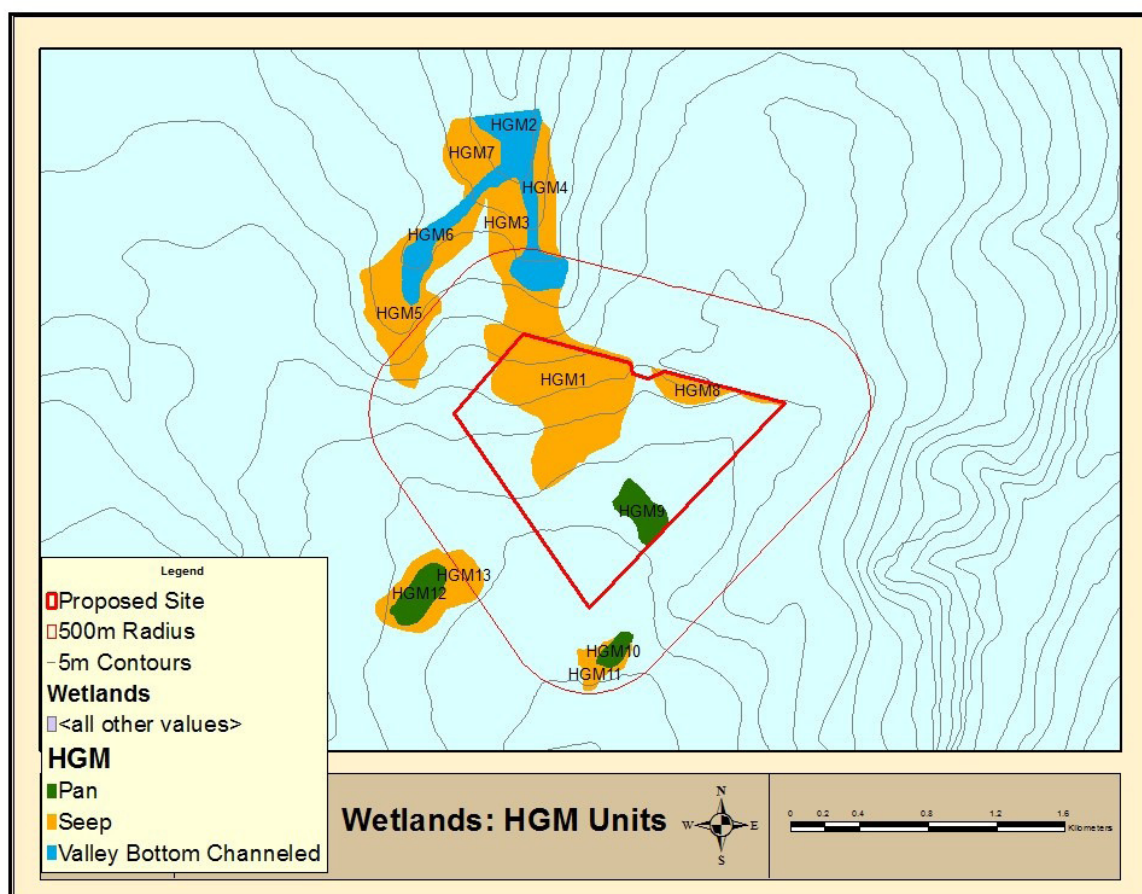 HGM2
HGM7
HGM4
HGM3
HGM6
HGM5
HGM1
HGM8
HGM9
HGM13
HGM12
HGM10
HGM11
Legend
Proposed Site
500m Radius
5m Contours
Wetlands
<all other values>
HGM
Pan
Seep
Valley Bottom Channeled
Wetlands: HGM Units
N
W
E
S
0 0.2 0.4 0.8 1.2 1.6
Kilometers